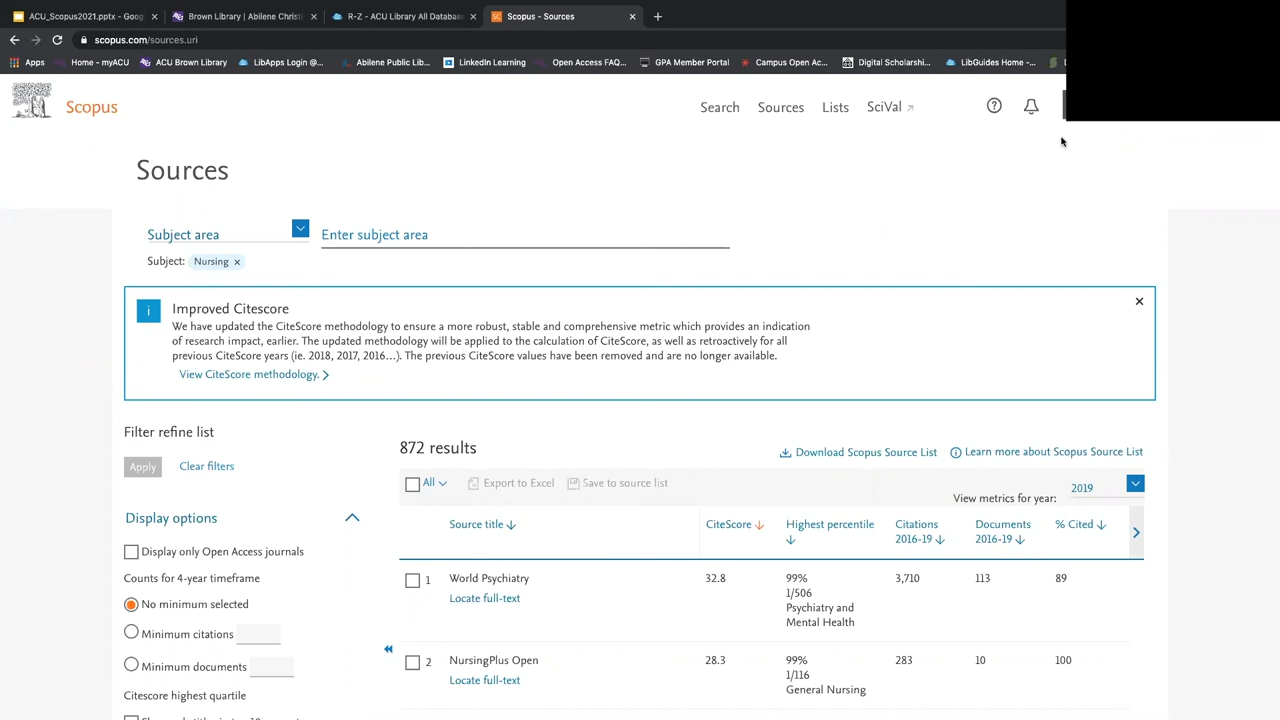 ACU_Scopus2021.pptx - Goog
Brown Library | Abilene Christi
R-Z - ACU Library All Database
SC Scopus - Sources
scopus.com/sources.uri
Apps
Home - myACU
ACU Brown Library
LibApps Login @...
Abilene Public Lib...
LinkedIn Learning
Open Access FAQ...
GPA Member Portal
Campus Open Ac...
Digital Scholarshi...
LibGuides Home -...
Scopus
Search
Sources
Lists
SciVal
Sources
Subject area
Enter subject area
Subject: Nursing
Improved Citescore
We have updated the CiteScore methodology to ensure a more robust, stable and comprehensive metric which provides an indication
of research impact, earlier. The updated methodology will be applied to the calculation of CiteScore, as well as retroactively for all
previous CiteScore years (ie. 2018, 2017, 2016...). The previous CiteScore values have been removed and are no longer available.
View CiteScore methodology.
Filter refine list
Apply
Clear filters
872 results
Download Scopus Source List
Learn more about Scopus Source List
All
Export to Excel
Save to source list
View metrics for year:
2019
Display options
Display only Open Access journals
Counts for 4-year timeframe
No minimum selected
Minimum citations
Minimum documents
Citescore highest quartile
Source title
CiteScore
Highest percentile
Citations
2016-19
Documents
2016-19
% Cited
1
World Psychiatry
Locate full-text
32.8
99%
1/506
Psychiatry and
Mental Health
3,710
113
89
2
NursingPlus Open
Locate full-text
28.3
99%
1/116
General Nursing
283
10
100